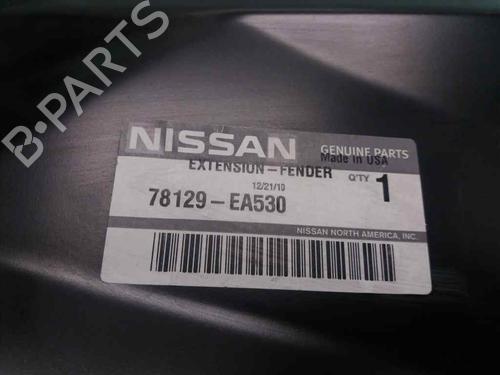 B-PARTS
NISSAN
GENUINE PARTS
Made in USA
EXTENSION-FENDER
12/21/10
Q'TY 1
78129-EA530
NISSAN NORTH AMERICA, INC.